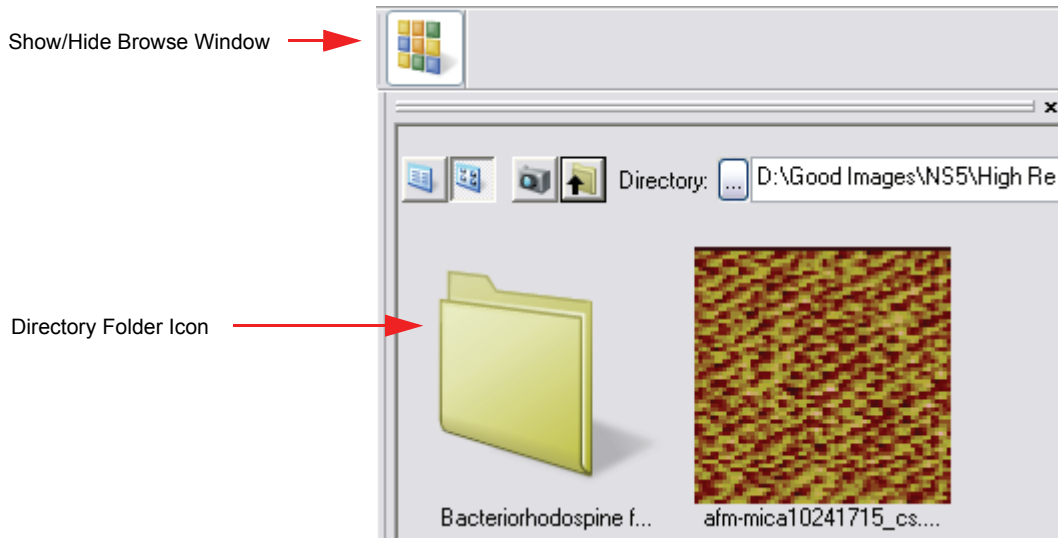 Show/Hide Browse Window
Directory: ... D:\Good Images\NS5\High Re
Directory Folder Icon
Bacteriorhodospine f...
afm-mica10241715_cs....